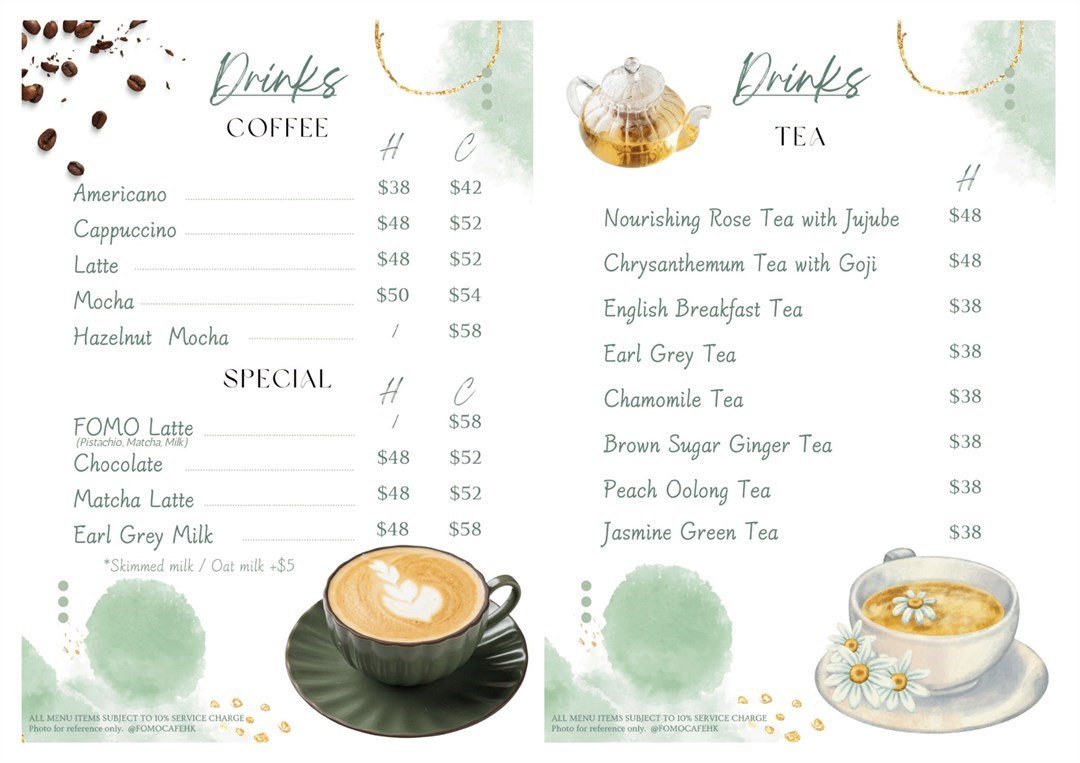 Drinks
COFFEE
H C
Americano $38 $42
Cappuccino $48 $52
Latte $48 $52
Mocha $50 $54
Hazelnut Mocha / $58
SPECIAL
H C
FOMO Latte / $58
(Pistachio, Matcha, Milk)
Chocolate $48 $52
Matcha Latte $48 $52
Earl Grey Milk $48 $58
*Skimmed milk / Oat milk +$5
ALL MENU ITEMS SUBJECT TO 10% SERVICE CHARGE
Photo for reference only. @FOMOCAFEHK
Drinks
TEA
H
Nourishing Rose Tea with Jujube $48
Chrysanthemum Tea with Goji $48
English Breakfast Tea $38
Earl Grey Tea $38
Chamomile Tea $38
Brown Sugar Ginger Tea $38
Peach Oolong Tea $38
Jasmine Green Tea $38
ALL MENU ITEMS SUBJECT TO 10% SERVICE CHARGE
Photo for reference only. @FOMOCAFEHK